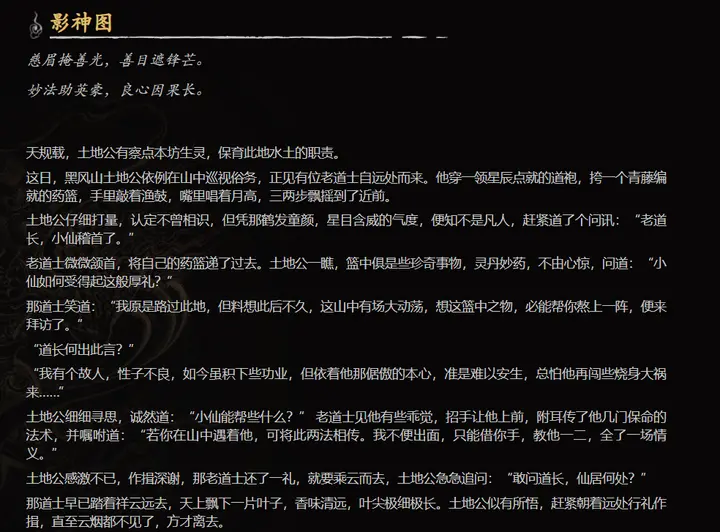 影神图
慈眉掩善光，善目遮锋芒。
妙法助英豪，良心因果长。
天规载，土地公有察点本坊生灵，保育此地水土的职责。
这日，黑风山土地公依例在山中巡视俗务，正见有位老道士自远处而来。他穿一领星辰点就的道袍，挎一个青藤编
就的药篮，手里敲着渔鼓，嘴里唱着月高，三两步飘摇到了近前。
土地公仔细打量，认定不曾相识，但凭那鹤发童颜，星目含威的气度，便知不是凡人，赶紧道了个问讯：“老道
长，小仙稽首了。”
老道士微微颔首，将自己的药篮递了过去。土地公一瞧，篮中俱是些珍奇事物，灵丹妙药，不由心惊，问道：“小
仙如何受得起这般厚礼？”
那道士笑道：“我原是路过此地，但料想此后不久，这山中有场大动荡，想这篮中之物，必能帮你熬上一阵，便来
拜访了。”
“道长何出此言？”
“我有个故人，性子不良，如今虽积下些功业，但依着他那倨傲的本心，准是难以安生，总怕他再闯些烧身大祸
来……”
土地公细细寻思，诚然道：“小仙能帮些什么？” 老道士见他有些乖觉，招手让他上前，附耳传了他几门保命的
法术，并嘱咐道：“若你在山中遇着他，可将此两法相传。我不便出面，只能借你手，教他一二，全了一场情
义。”
土地公感激不已，作揖深谢，那老道士还了一礼，就要乘云而去，土地公急急追问：“敢问道长，仙居何处？”
那道士早已踏着祥云远去，天上飘下一片叶子，香味清远，叶尖极细极长。土地公似有所悟，赶紧朝着远处行礼作
揖，直至云烟都不见了，方才离去。